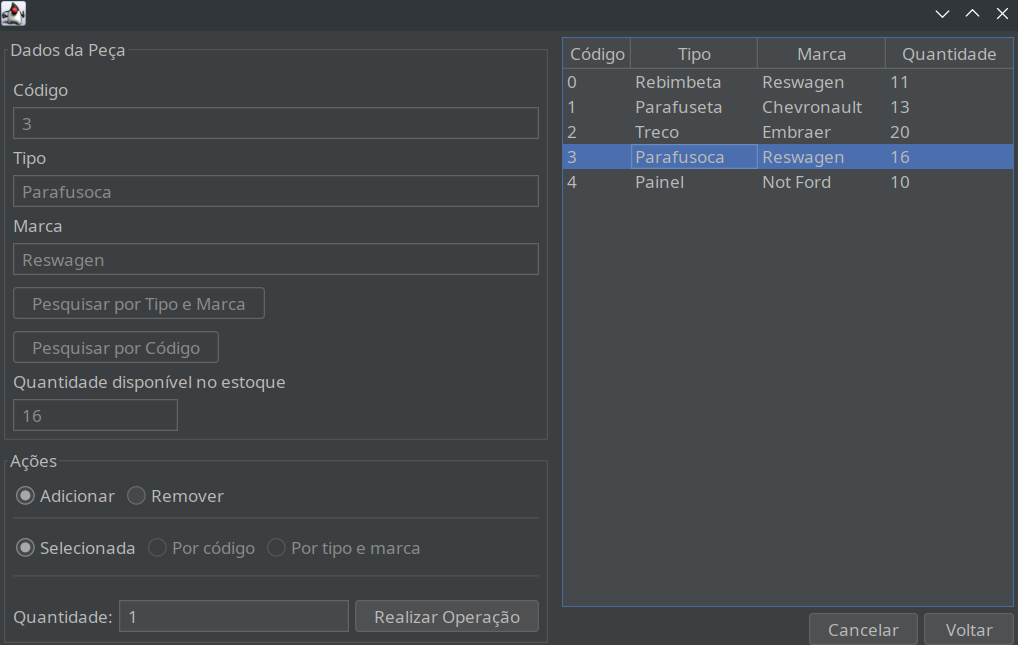 Dados da Peça
Código
3
Tipo
Parafusoca
Marca
Reswagen
Pesquisar por Tipo e Marca
Pesquisar por Código
Quantidade disponível no estoque
16
Ações
Adicionar Remover
Selecionada Por código Por tipo e marca
Quantidade: 1 Realizar Operação
Código Tipo Marca Quantidade
0 Rebimbeta Reswagen 11
1 Parafuseta Chevronault 13
2 Treco Embraer 20
3 Parafusoca Reswagen 16
4 Painel Not Ford 10
Cancelar Voltar